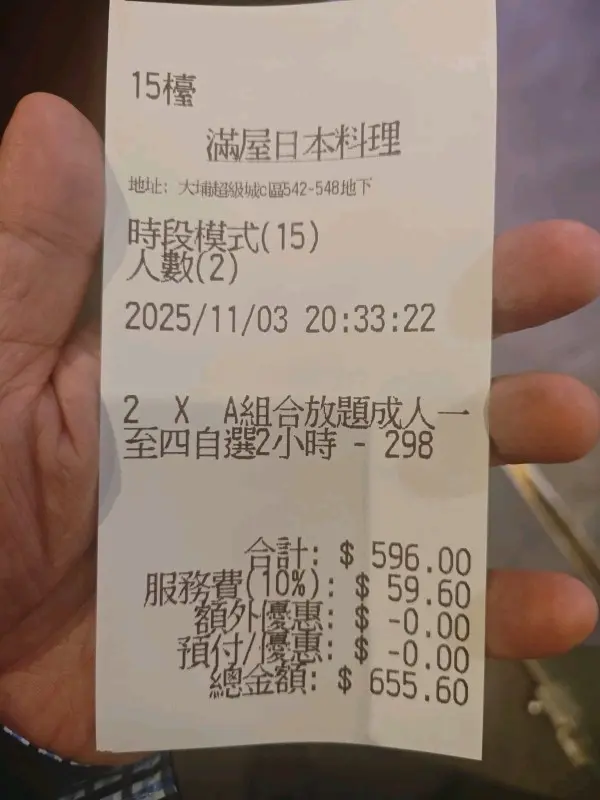 15檯
滿屋日本料理
地址: 大埔超級城c區542-548地下
時段模式(15)
人數(2)
2025/11/03 20:33:22
2 X A組合放題成人一
至四自選2小時 - 298
合計: $ 596.00
服務費(10%): $ 59.60
額外優惠: $ -0.00
預付/優惠: $ -0.00
總金額: $ 655.60